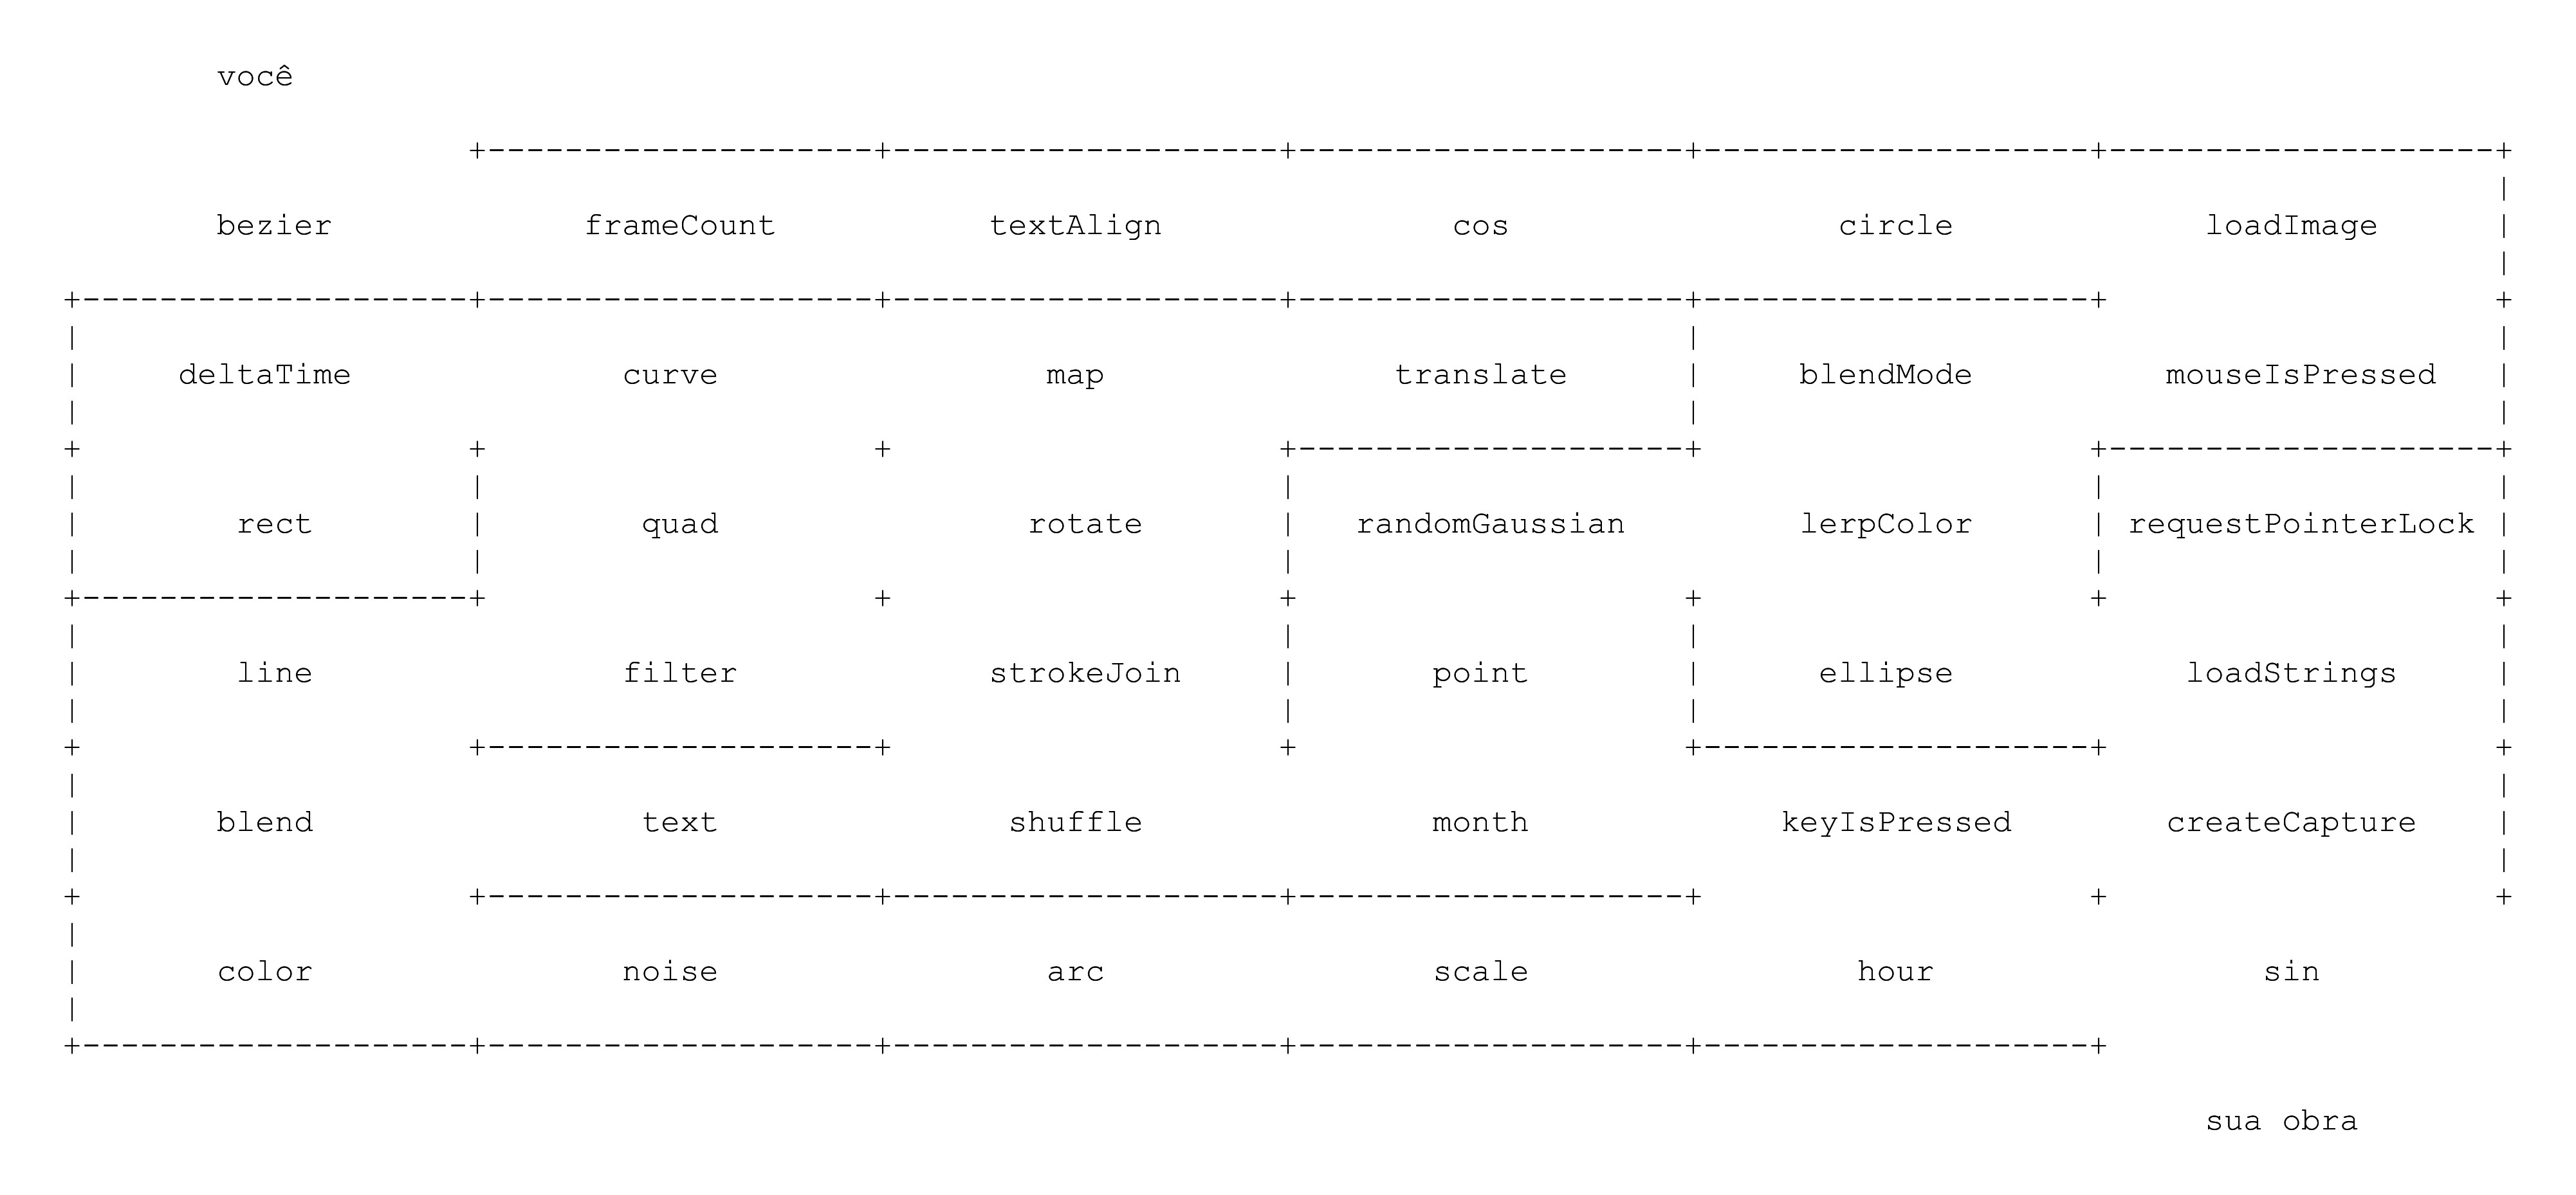 você
bezier frameCount textAlign cos circle loadImage
deltaTime curve map translate blendMode mouseIsPressed
rect quad rotate randomGaussian lerpColor requestPointerLock
line filter strokeJoin point ellipse loadStrings
blend text shuffle month keyIsPressed createCapture
color noise arc scale hour sin
sua obra